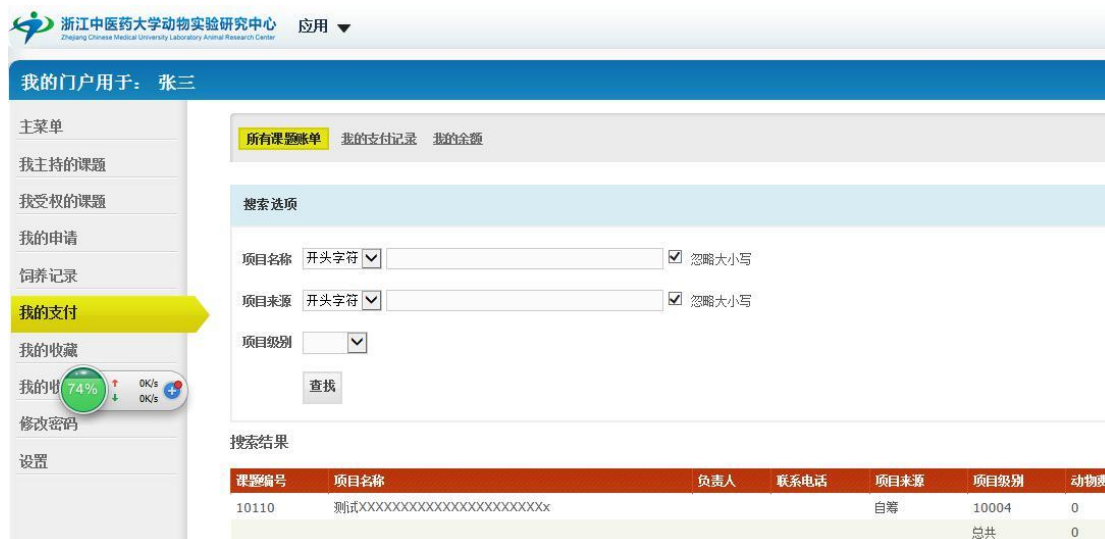 浙江中医药大学动物实验研究中心 应用
Zhejiang Chinese Medical University Laboratory Animal Research Center
我的门户用于： 张三
主菜单
我主持的课题
我受权的课题
我的申请
饲养记录
我的支付
我的收藏
我的收
修改密码
设置
74% 0K/s
0K/s
所有课题账单 我的支付记录 我的余额
搜索选项
项目名称 开头字符 忽略大小写
项目来源 开头字符 忽略大小写
项目级别
查找
搜索结果
课题编号 项目名称 负责人 联系电话 项目来源 项目级别 动物
10110 测试XXXXXXXXXXXXXXXXXXXXXXXx 自筹 10004 0
总共 0